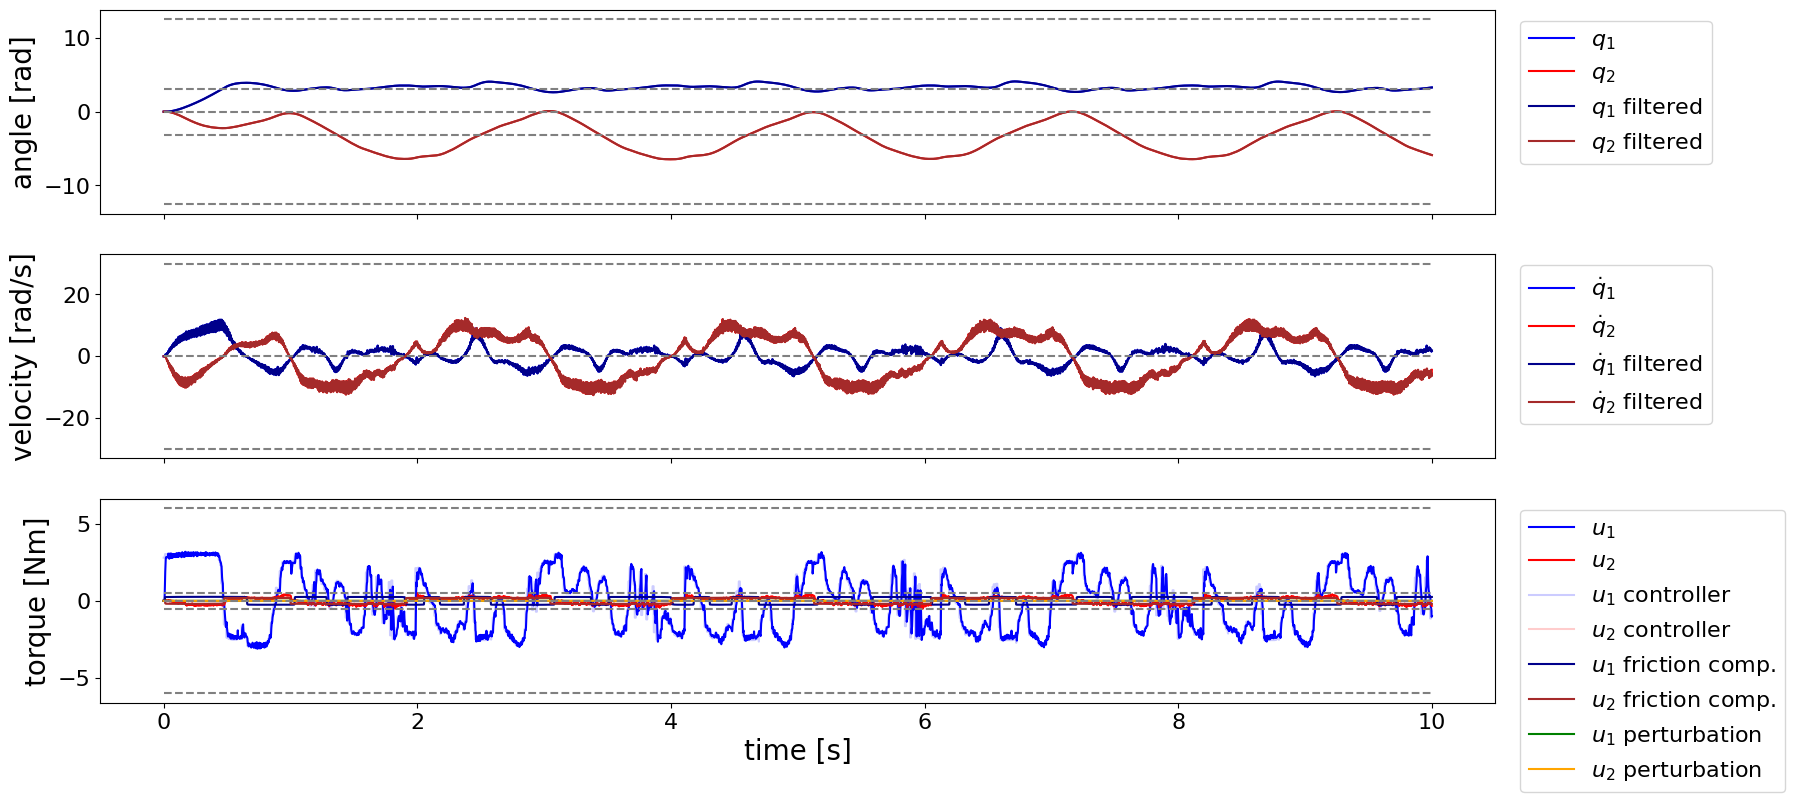 angle [rad]
10
0
−10
q₁
q₂
q₁ filtered
q₂ filtered
velocity [rad/s]
20
0
−20
q̇₁
q̇₂
q̇₁ filtered
q̇₂ filtered
torque [Nm]
5
0
−5
0 2 4 6 8 10
time [s]
u₁
u₂
u₁ controller
u₂ controller
u₁ friction comp.
u₂ friction comp.
u₁ perturbation
u₂ perturbation